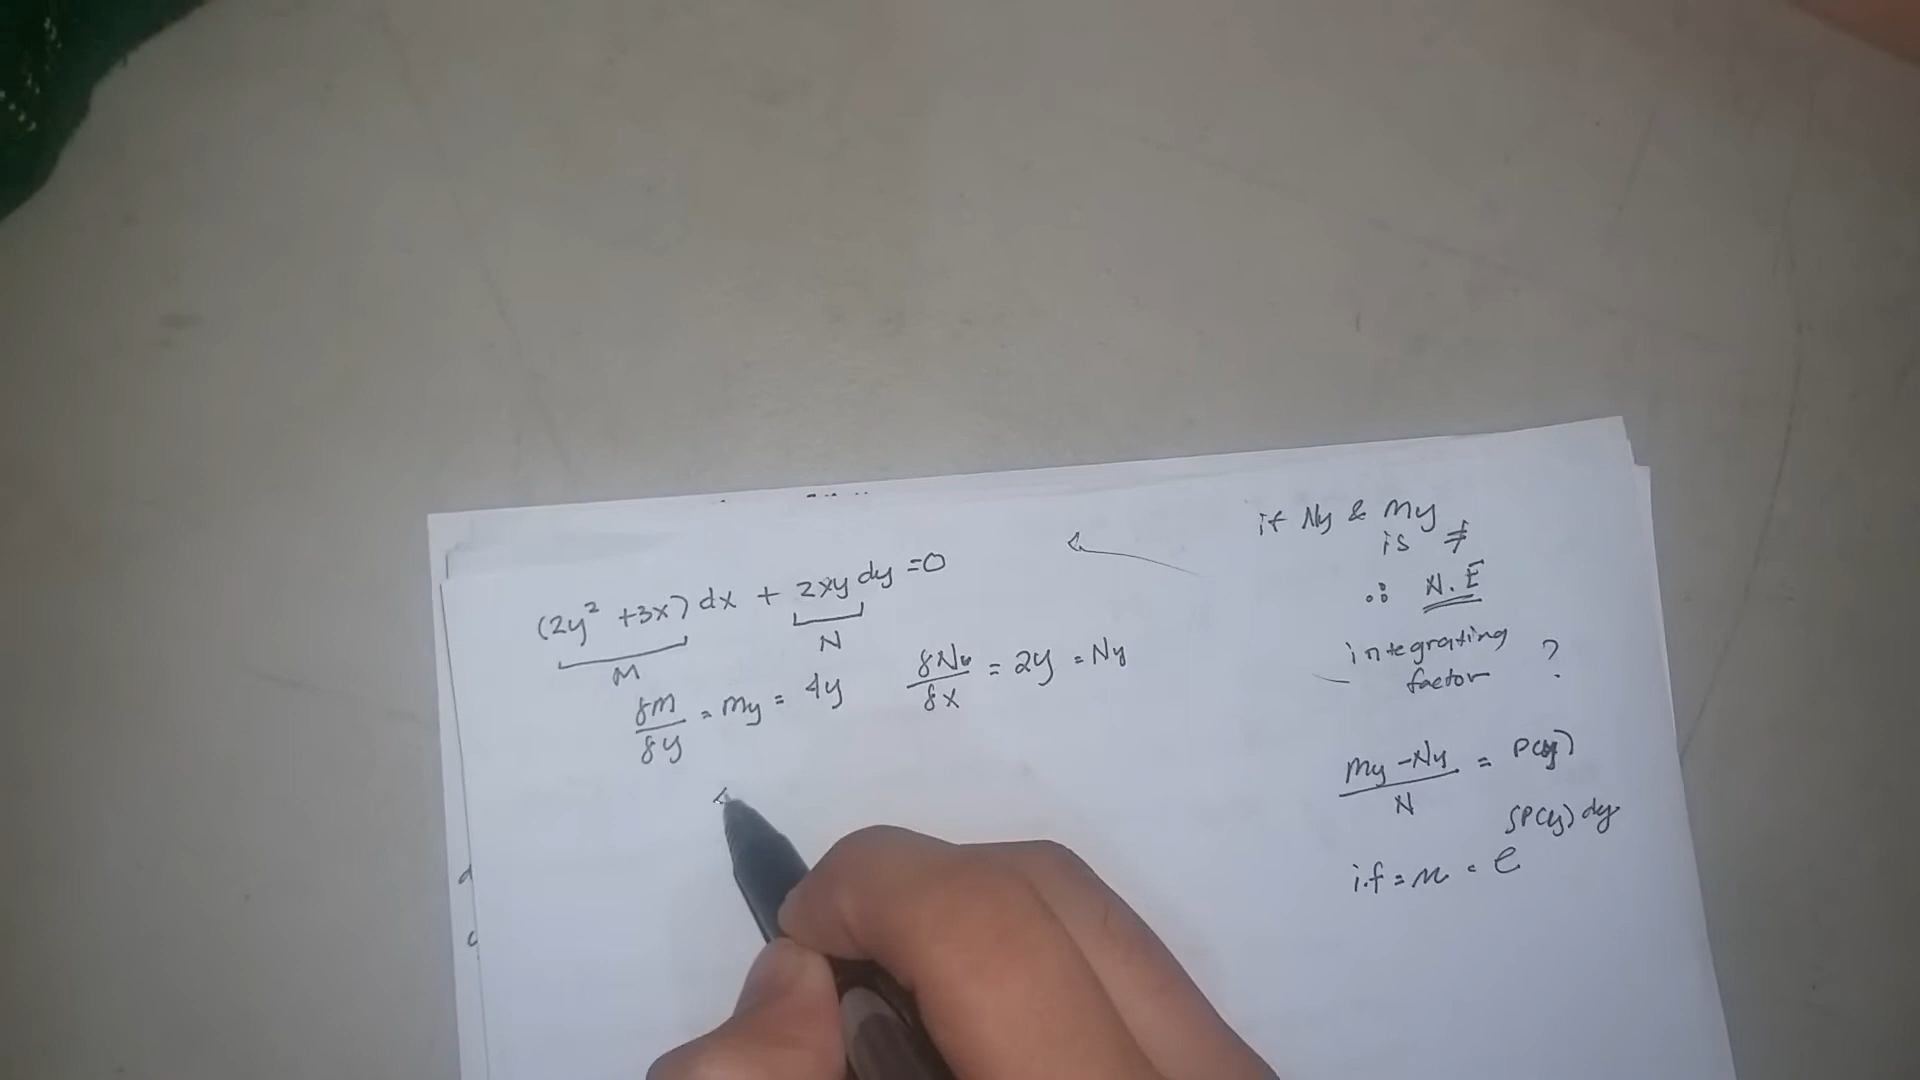 (2y² +3x) dx + 2xy dy = 0
M N
δM/δy = My = 4y δN/δx = 2y = Ny
if Ny & My
is ≠
∴ N.E
integrating
factor ?
My - Ny / N = P(y)
i.f = m = e^∫P(y) dy